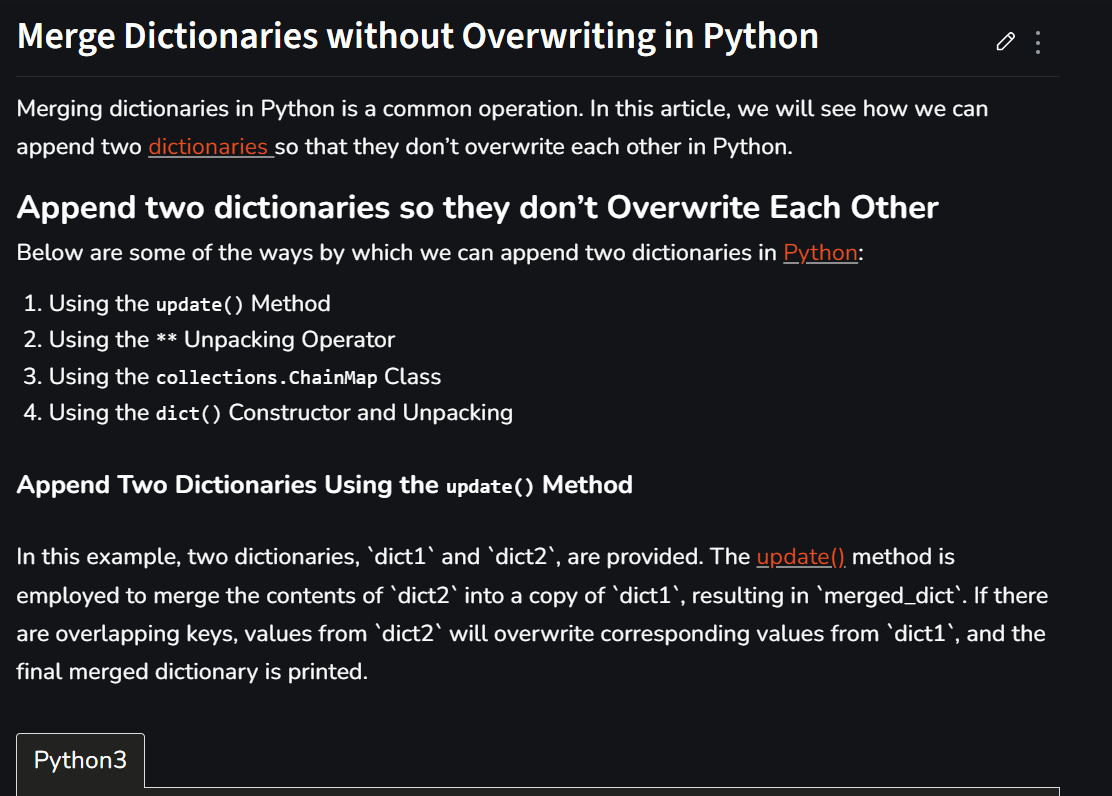 Merge Dictionaries without Overwriting in Python
Merging dictionaries in Python is a common operation. In this article, we will see how we can
append two dictionaries so that they don’t overwrite each other in Python.
Append two dictionaries so they don’t Overwrite Each Other
Below are some of the ways by which we can append two dictionaries in Python:
1. Using the update() Method
2. Using the ** Unpacking Operator
3. Using the collections.ChainMap Class
4. Using the dict() Constructor and Unpacking
Append Two Dictionaries Using the update() Method
In this example, two dictionaries, `dict1` and `dict2`, are provided. The update() method is
employed to merge the contents of `dict2` into a copy of `dict1`, resulting in `merged_dict`. If there
are overlapping keys, values from `dict2` will overwrite corresponding values from `dict1`, and the
final merged dictionary is printed.
Python3